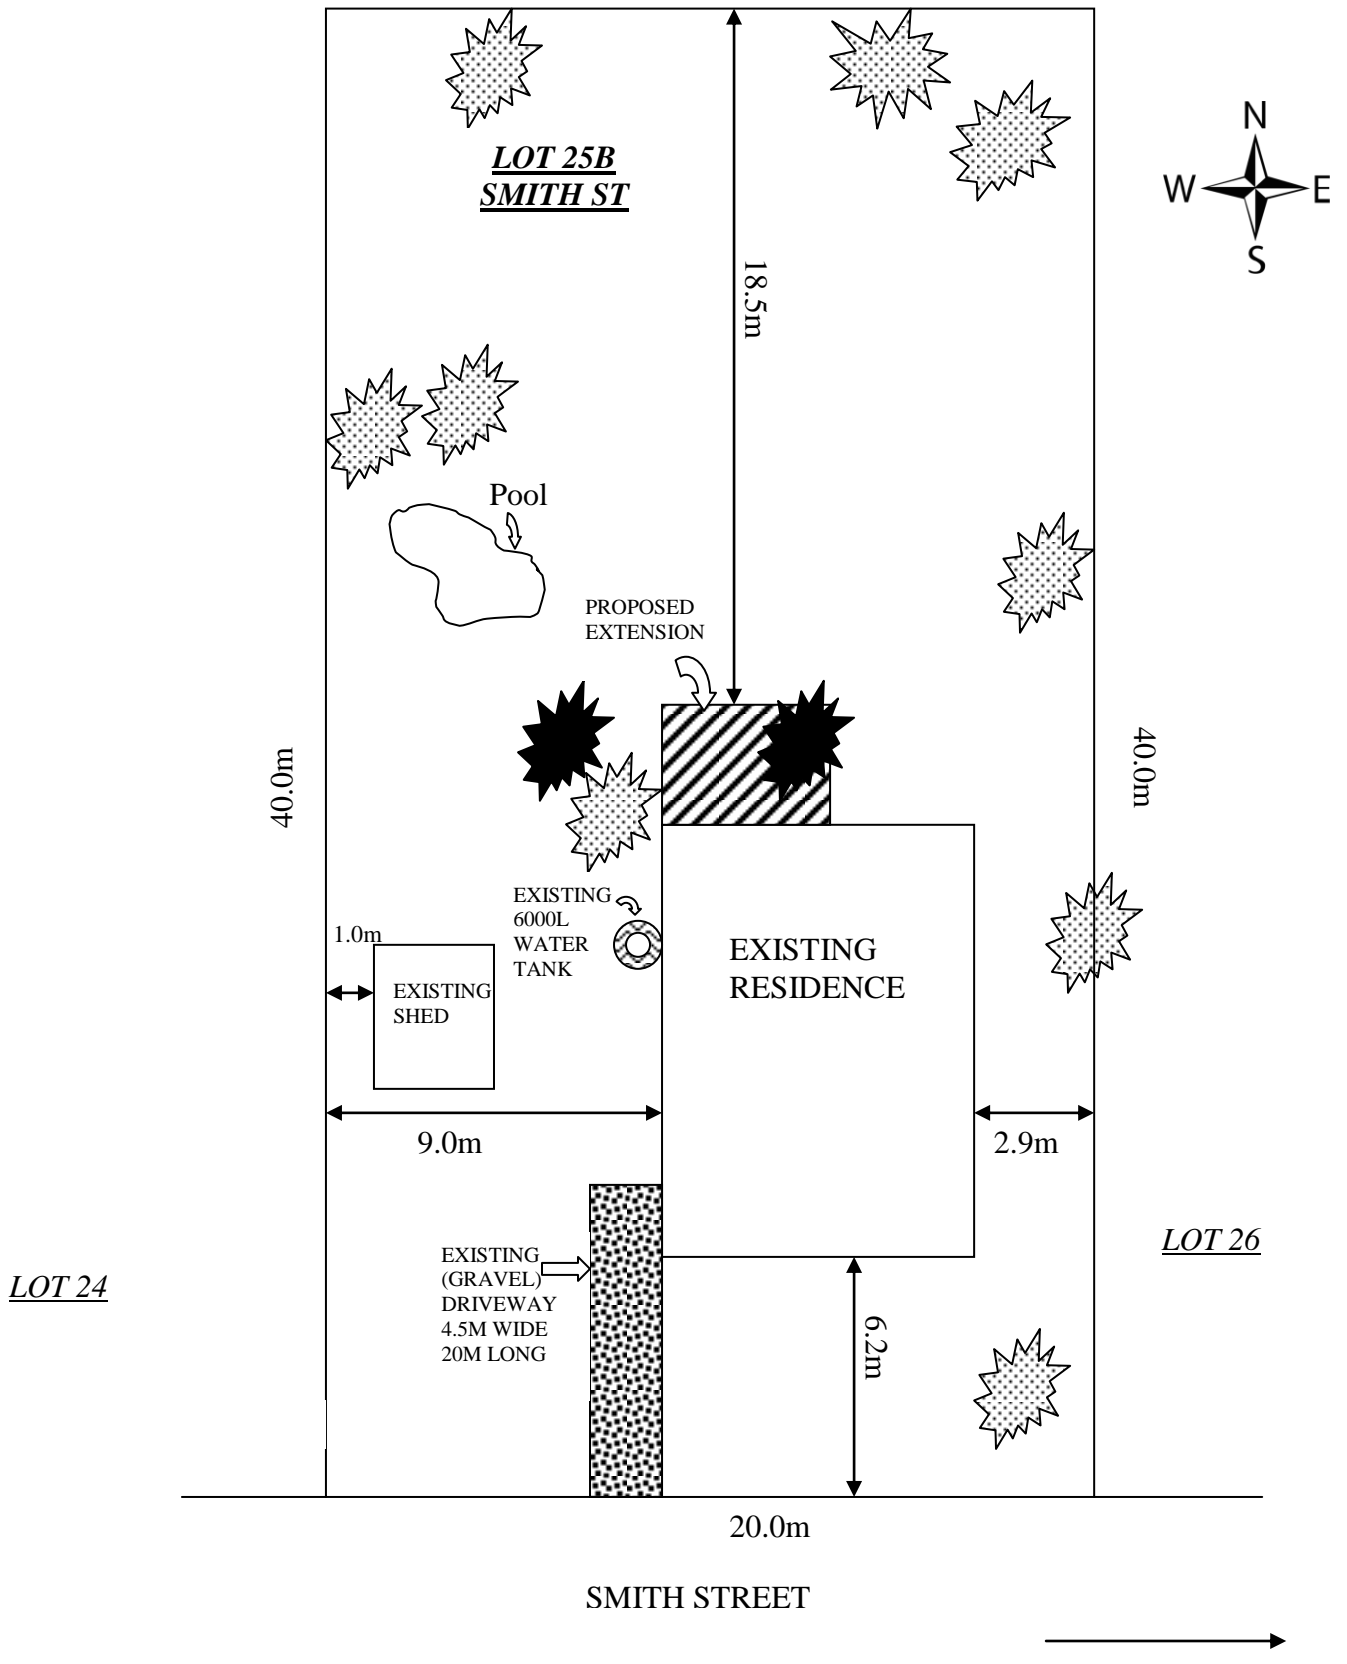 LOT 25B
SMITH ST
N
W E
S
18.5m
Pool
PROPOSED
EXTENSION
40.0m
40.0m
EXISTING
6000L
WATER
TANK
EXISTING
RESIDENCE
1.0m
EXISTING
SHED
9.0m
2.9m
LOT 26
EXISTING
(GRAVEL)
DRIVEWAY
4.5M WIDE
20M LONG
LOT 24
6.2m
20.0m
SMITH STREET